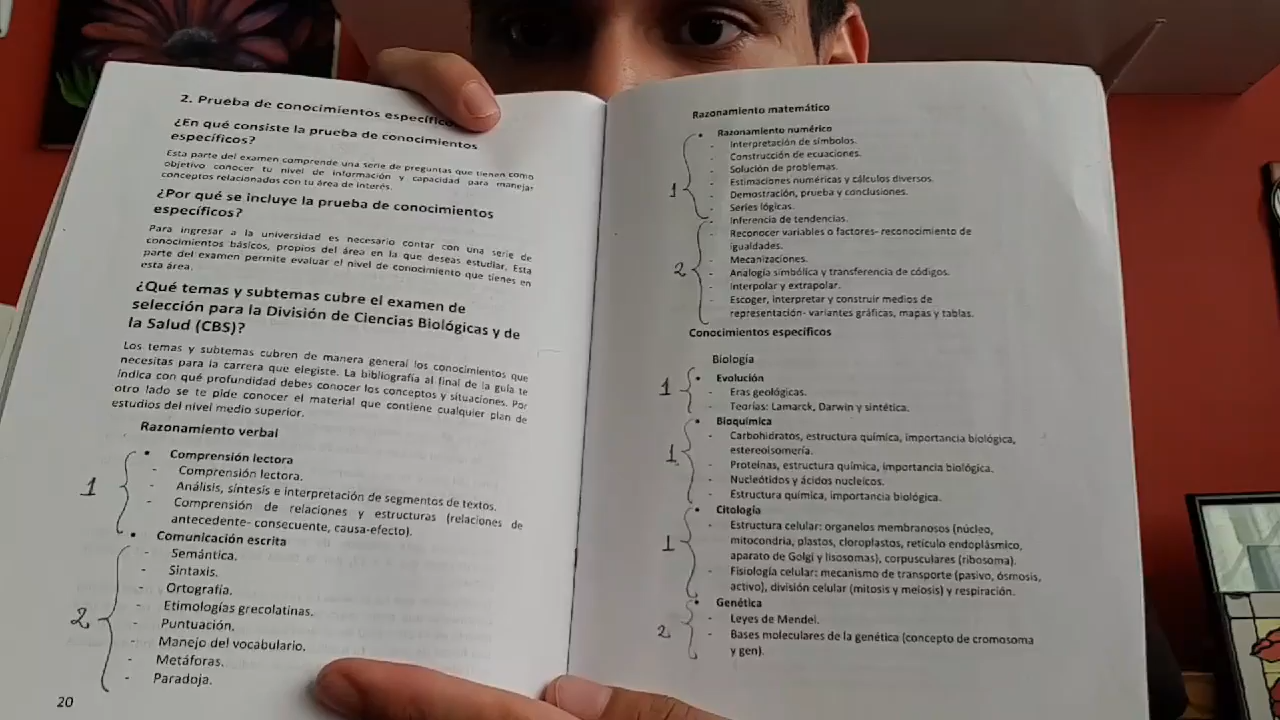 2. Prueba de conocimientos específicos
¿En qué consiste la prueba de conocimientos
específicos?
Esta parte del examen comprende una serie de preguntas que tienen como
objetivo conocer tu nivel de información y capacidad para manejar
conceptos relacionados con tu área de interés.
¿Por qué se incluye la prueba de conocimientos
específicos?
Para ingresar a la universidad es necesario contar con una serie de
conocimientos básicos, propios del área en la que deseas estudiar. Esta
parte del examen permite evaluar el nivel de conocimiento que tienes en
esta área.
¿Qué temas y subtemas cubre el examen de
selección para la División de Ciencias Biológicas y de
la Salud (CBS)?
Los temas y subtemas cubren de manera general los conocimientos que
necesitas para la carrera que elegiste. La bibliografía al final de la guía te
indica con qué profundidad debes conocer los conceptos y situaciones. Por
otro lado se te pide conocer el material que contiene cualquier plan de
estudios del nivel medio superior.
Razonamiento verbal
• Comprensión lectora
- Comprensión lectora.
1 - Análisis, síntesis e interpretación de segmentos de textos.
- Comprensión de relaciones y estructuras (relaciones de
antecedente- consecuente, causa-efecto).
• Comunicación escrita
- Semántica.
- Sintaxis.
- Ortografía.
- Etimologías grecolatinas.
2 - Puntuación.
- Manejo del vocabulario.
- Metáforas.
- Paradoja.
20
Razonamiento matemático
• Razonamiento numérico
- Interpretación de símbolos.
- Construcción de ecuaciones.
- Solución de problemas.
- Estimaciones numéricas y cálculos diversos.
1 - Demostración, prueba y conclusiones.
- Series lógicas.
- Inferencia de tendencias.
- Reconocer variables o factores- reconocimiento de
igualdades.
- Mecanizaciones.
2 - Analogía simbólica y transferencia de códigos.
- Interpolar y extrapolar.
- Escoger, interpretar y construir medios de
representación- variantes gráficas, mapas y tablas.
Conocimientos específicos
Biología
• Evolución
1 - Eras geológicas.
- Teorías: Lamarck, Darwin y sintética.
• Bioquímica
- Carbohidratos, estructura química, importancia biológica,
estereoisomería.
1 - Proteínas, estructura química, importancia biológica.
- Nucleótidos y ácidos nucleicos.
- Estructura química, importancia biológica.
• Citología
- Estructura celular: organelos membranosos (núcleo,
1 mitocondria, plastos, cloroplastos, retículo endoplásmico,
aparato de Golgi y lisosomas), corpusculares (ribosoma).
- Fisiología celular: mecanismo de transporte (pasivo, ósmosis,
activo), división celular (mitosis y meiosis) y respiración.
• Genética
- Leyes de Mendel.
2 - Bases moleculares de la genética (concepto de cromosoma
y gen).